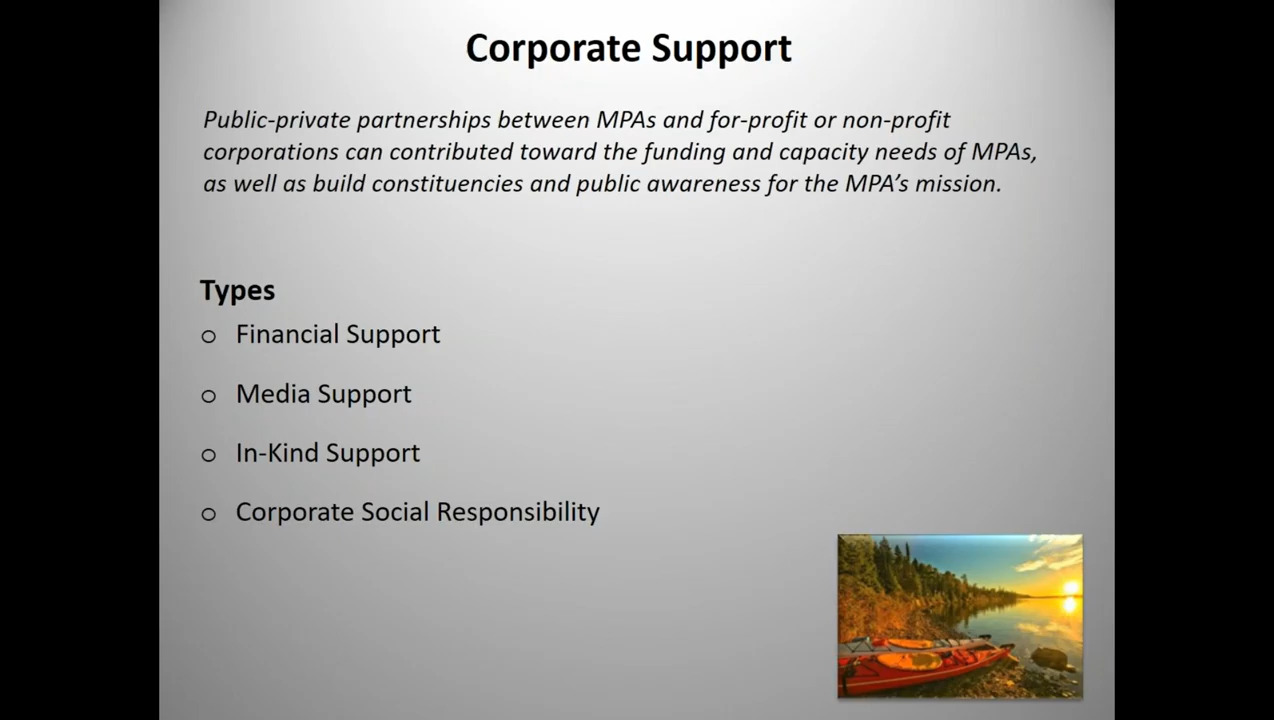 Corporate Support
Public-private partnerships between MPAs and for-profit or non-profit
corporations can contributed toward the funding and capacity needs of MPAs,
as well as build constituencies and public awareness for the MPA’s mission.
Types
o Financial Support
o Media Support
o In-Kind Support
o Corporate Social Responsibility